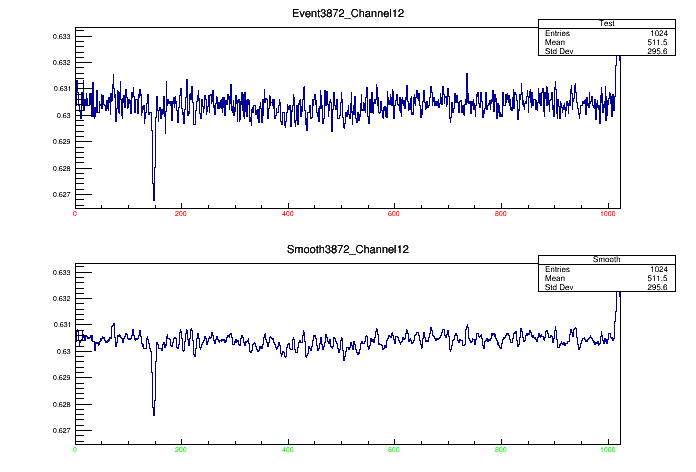 Event3872_Channel12
Test
Entries 1024
Mean 511.5
Std Dev 295.6
0.633
0.632
0.631
0.63
0.629
0.628
0.627
0 200 400 600 800 1000
Smooth3872_Channel12
Smooth
Entries 1024
Mean 511.5
Std Dev 295.6
0.633
0.632
0.631
0.63
0.629
0.628
0.627
0 200 400 600 800 1000